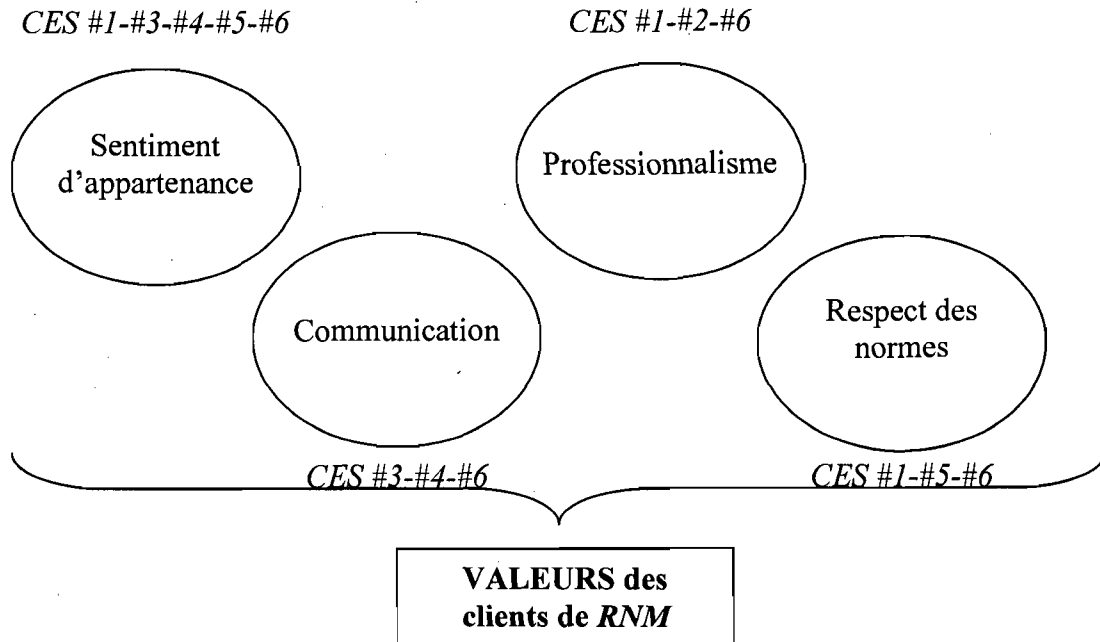 CES #1-#3-#4-#5-#6
CES #1-#2-#6
Sentiment
d'appartenance
Professionnalisme
Communication
Respect des
normes
CES #3-#4-#6
CES #1-#5-#6
VALEURS des
clients de RNM